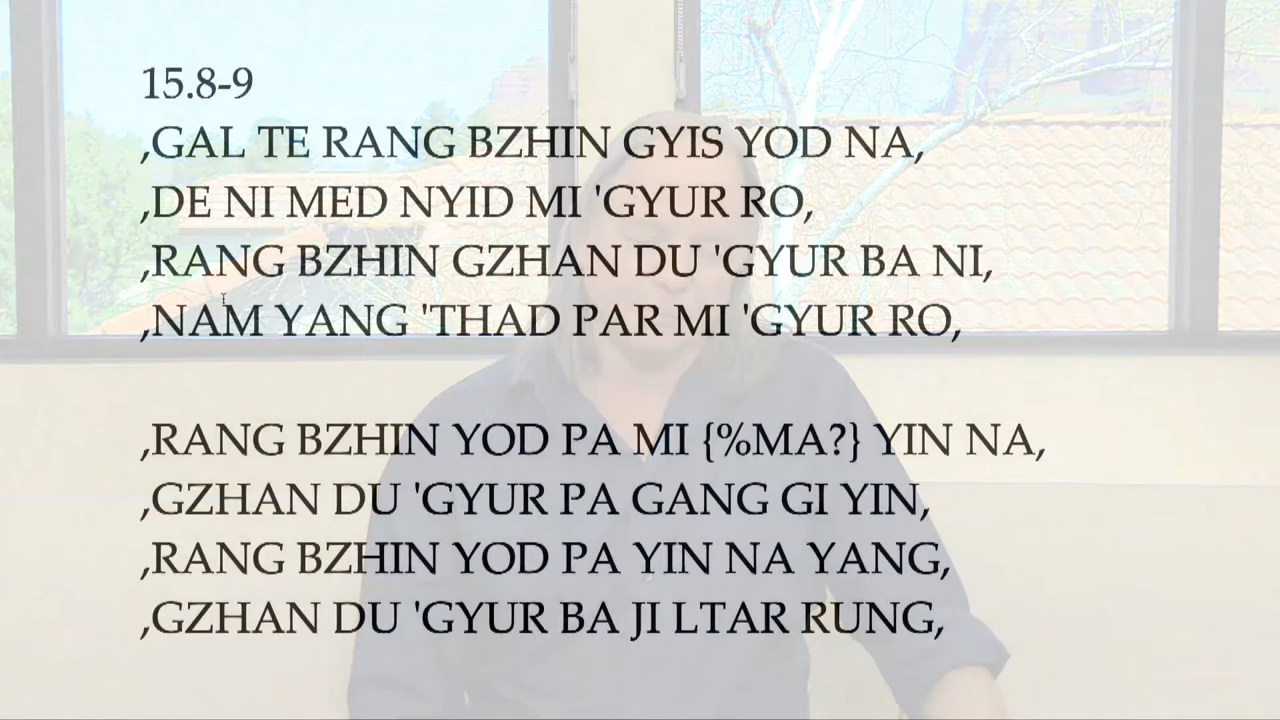 15.8-9
,GAL TE RANG BZHIN GYIS YOD NA,
,DE NI MED NYID MI 'GYUR RO,
,RANG BZHIN GZHAN DU 'GYUR BA NI,
,NAM YANG 'THAD PAR MI 'GYUR RO,
,RANG BZHIN YOD PA MI {%MA?} YIN NA,
,GZHAN DU 'GYUR PA GANG GI YIN,
,RANG BZHIN YOD PA YIN NA YANG,
,GZHAN DU 'GYUR BA JI LTAR RUNG,